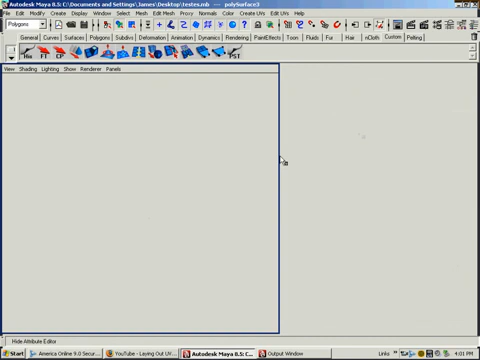 Autodesk Maya 8.5: C:\Documents and Settings\James\Desktop\testes.mb --- polySurface3
File Edit Modify Create Display Window Select Mesh Edit Mesh Proxy Normals Color Create UVs Edit UVs Help
Polygons
General Curves Surfaces Polygons Subdivs Deformation Animation Dynamics Rendering PaintEffects Toon Fluids Fur Hair nCloth Custom Pelting
His FT CP PST
View Shading Lighting Show Renderer Panels
Hide Attribute Editor
Start America Online 9.0 Secur... YouTube - Laying Out UV... Autodesk Maya 8.5: C... Output Window Links 4:01 PM